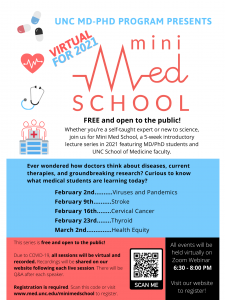 UNC MD-PHD PROGRAM PRESENTS
VIRTUAL
FOR 2021
mini
Med
SCHOOL
FREE and open to the public!
Whether you're a self-taught expert or new to science,
join us for Mini Med School, a 5-week introductory
lecture series in 2021 featuring MD/PhD students and
UNC School of Medicine faculty.
Ever wondered how doctors think about diseases, current
therapies, and groundbreaking research? Curious to know
what medical students are learning today?
February 2nd.........Viruses and Pandemics
February 9th.........Stroke
February 16th.......Cervical Cancer
February 23rd.......Thyroid
March 2nd............Health Equity
This series is free and open to the public!
Due to COVID-19, all sessions will be virtual and
recorded. Recordings will be shared on our
website following each live session. There will be
Q&A after each speaker.
Registration is required. Scan this code or visit
www.med.unc.edu/minimedschool to register.
SCAN ME
All events will be
held virtually on
Zoom Webinar
6:30 - 8:00 PM
Visit our website
to register!